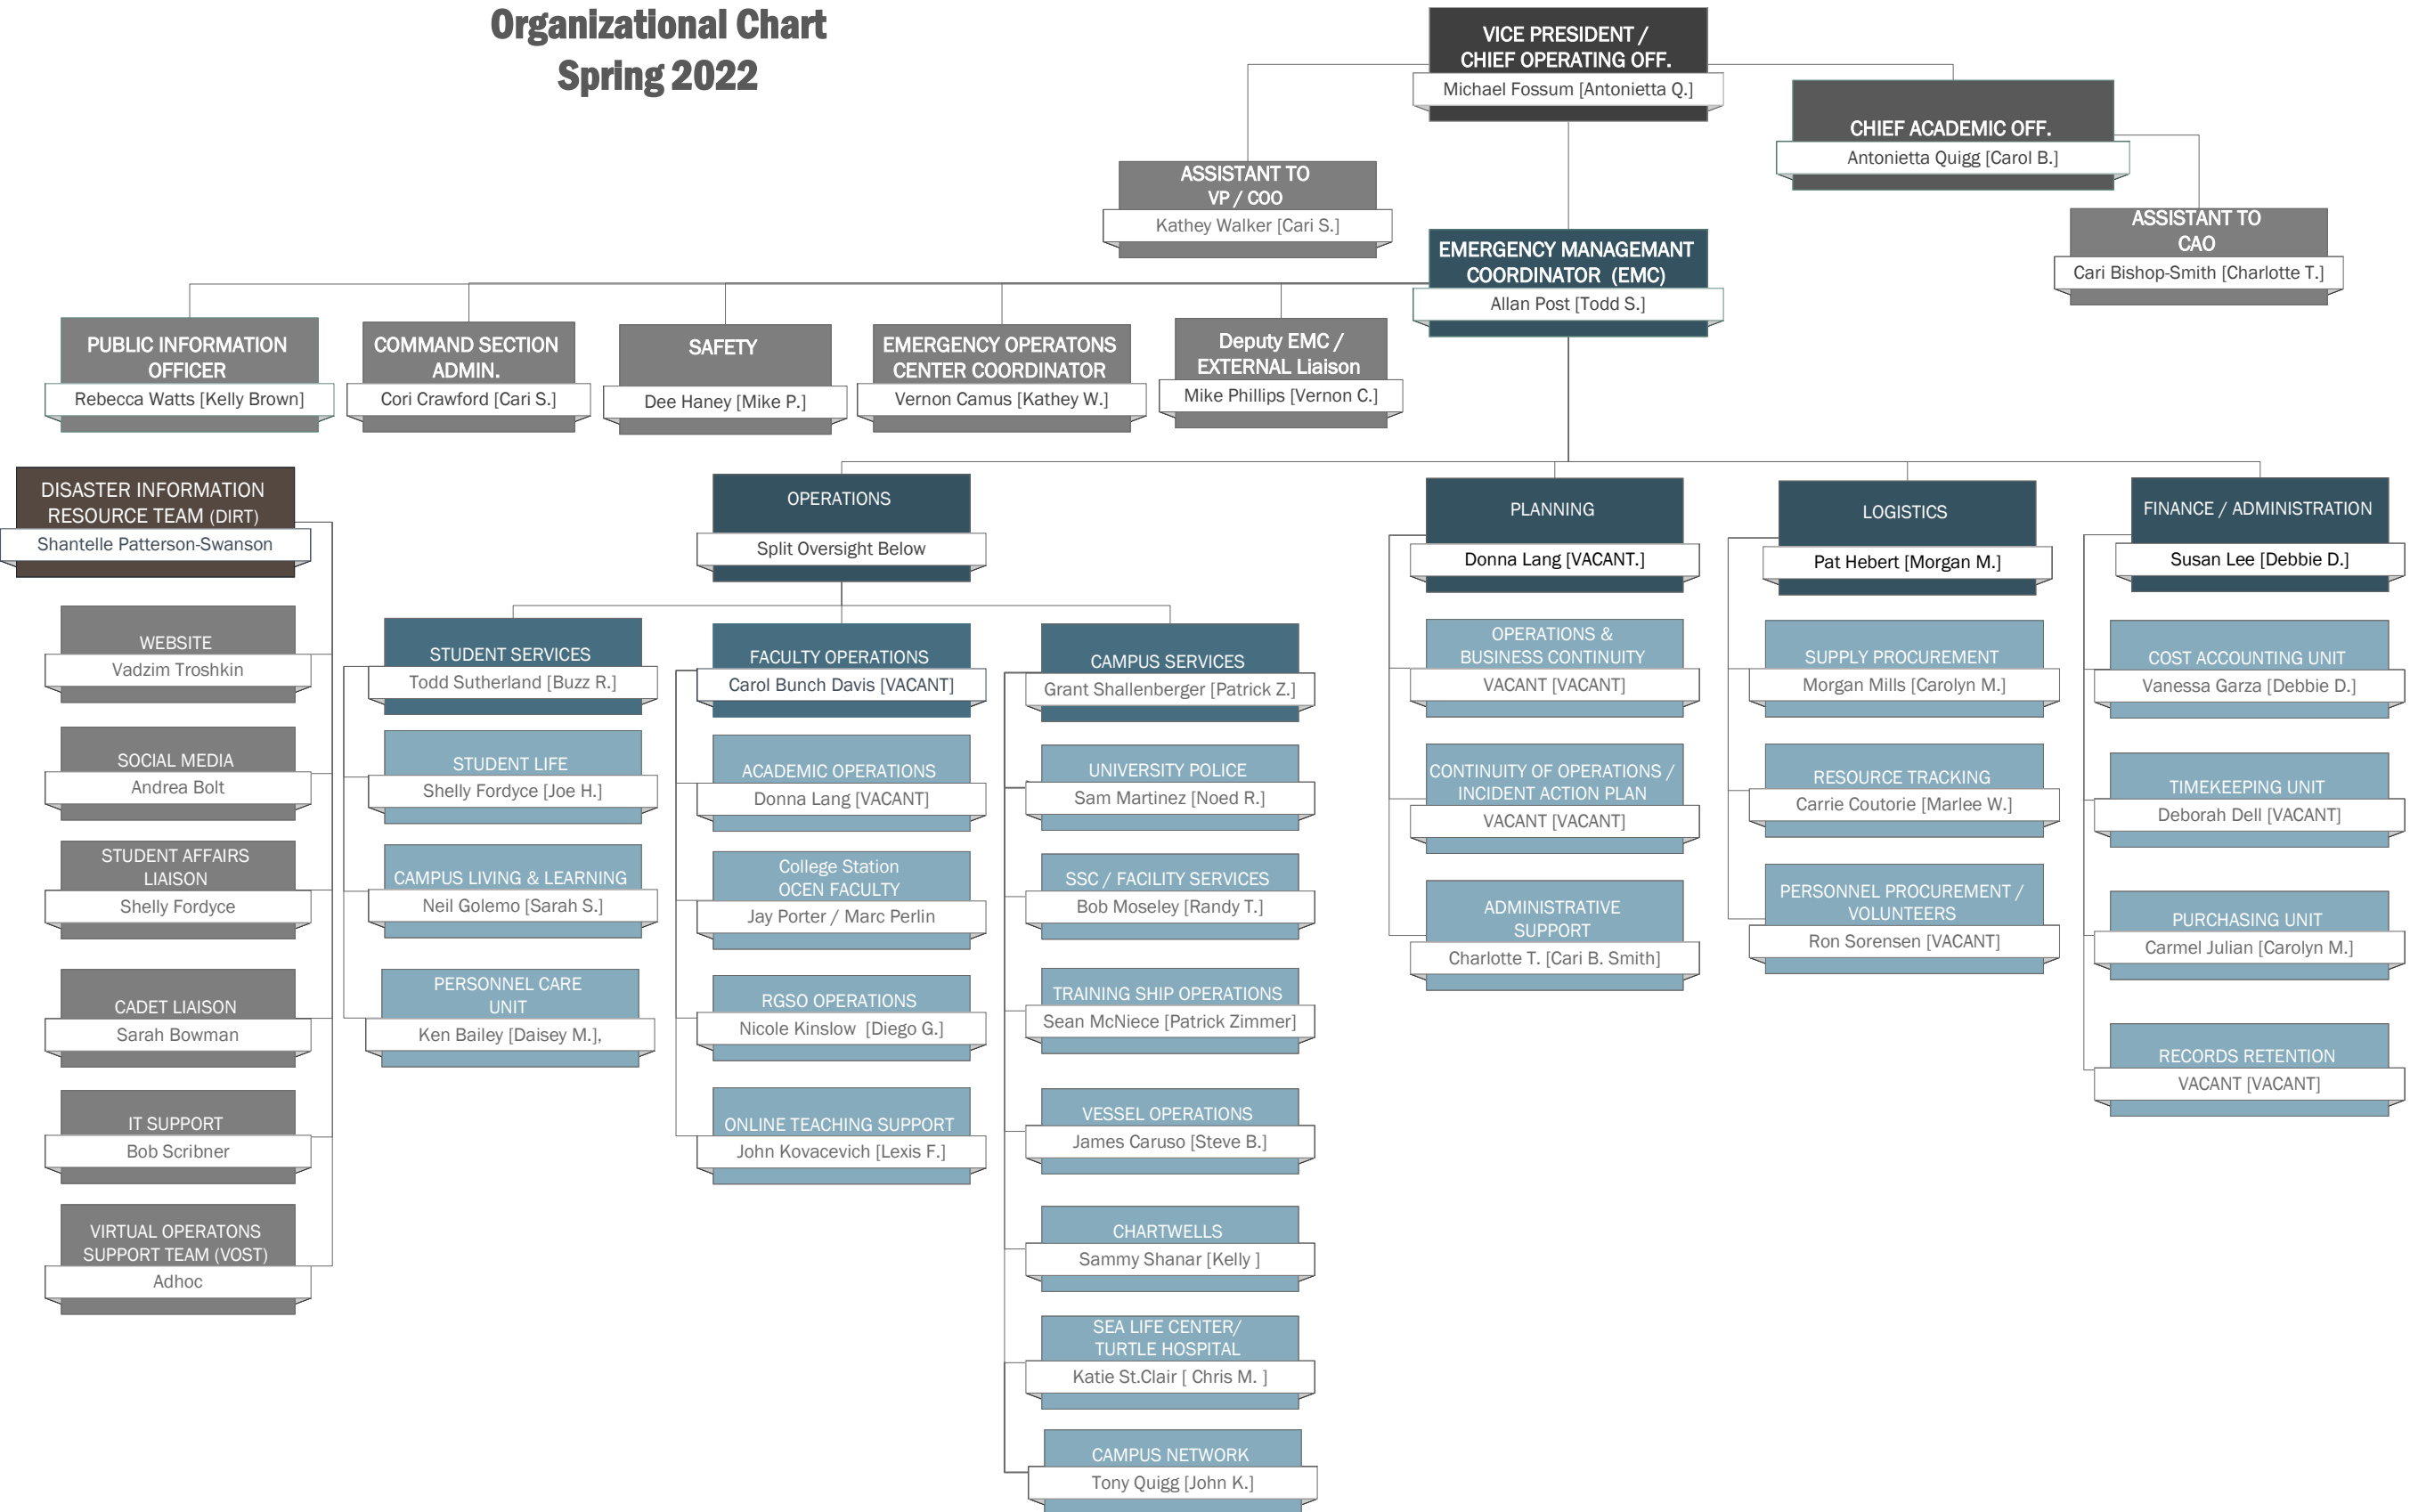 Organizational Chart
Spring 2022
VICE PRESIDENT /
CHIEF OPERATING OFF.
Michael Fossum [Antonietta Q.]
CHIEF ACADEMIC OFF.
Antonietta Quigg [Carol B.]
ASSISTANT TO
VP / COO
Kathey Walker [Cari S.]
ASSISTANT TO
CAO
Cari Bishop-Smith [Charlotte T.]
EMERGENCY MANAGEMANT
COORDINATOR (EMC)
Allan Post [Todd S.]
PUBLIC INFORMATION
OFFICER
Rebecca Watts [Kelly Brown]
COMMAND SECTION
ADMIN.
Cori Crawford [Cari S.]
SAFETY
Dee Haney [Mike P.]
EMERGENCY OPERATONS
CENTER COORDINATOR
Vernon Camus [Kathey W.]
Deputy EMC /
EXTERNAL Liaison
Mike Phillips [Vernon C.]
DISASTER INFORMATION
RESOURCE TEAM (DIRT)
Shantelle Patterson-Swanson
WEBSITE
Vadzim Troshkin
SOCIAL MEDIA
Andrea Bolt
STUDENT AFFAIRS
LIAISON
Shelly Fordyce
CADET LIAISON
Sarah Bowman
IT SUPPORT
Bob Scribner
VIRTUAL OPERATONS
SUPPORT TEAM (VOST)
Adhoc
OPERATIONS
Split Oversight Below
STUDENT SERVICES
Todd Sutherland [Buzz R.]
STUDENT LIFE
Shelly Fordyce [Joe H.]
CAMPUS LIVING & LEARNING
Neil Golemo [Sarah S.]
PERSONNEL CARE
UNIT
Ken Bailey [Daisey M.],
FACULTY OPERATIONS
Carol Bunch Davis [VACANT]
ACADEMIC OPERATIONS
Donna Lang [VACANT]
College Station
OCEN FACULTY
Jay Porter / Marc Perlin
RGSO OPERATIONS
Nicole Kinslow [Diego G.]
ONLINE TEACHING SUPPORT
John Kovacevich [Lexis F.]
CAMPUS SERVICES
Grant Shallenberger [Patrick Z.]
UNIVERSITY POLICE
Sam Martinez [Noed R.]
SSC / FACILITY SERVICES
Bob Moseley [Randy T.]
TRAINING SHIP OPERATIONS
Sean McNiece [Patrick Zimmer]
VESSEL OPERATIONS
James Caruso [Steve B.]
CHARTWELLS
Sammy Shanar [Kelly ]
SEA LIFE CENTER/
TURTLE HOSPITAL
Katie St.Clair [ Chris M. ]
CAMPUS NETWORK
Tony Quigg [John K.]
PLANNING
Donna Lang [VACANT.]
OPERATIONS &
BUSINESS CONTINUITY
VACANT [VACANT]
CONTINUITY OF OPERATIONS /
INCIDENT ACTION PLAN
VACANT [VACANT]
ADMINISTRATIVE
SUPPORT
Charlotte T. [Cari B. Smith]
LOGISTICS
Pat Hebert [Morgan M.]
SUPPLY PROCUREMENT
Morgan Mills [Carolyn M.]
RESOURCE TRACKING
Carrie Coutorie [Marlee W.]
PERSONNEL PROCUREMENT /
VOLUNTEERS
Ron Sorensen [VACANT]
FINANCE / ADMINISTRATION
Susan Lee [Debbie D.]
COST ACCOUNTING UNIT
Vanessa Garza [Debbie D.]
TIMEKEEPING UNIT
Deborah Dell [VACANT]
PURCHASING UNIT
Carmel Julian [Carolyn M.]
RECORDS RETENTION
VACANT [VACANT]